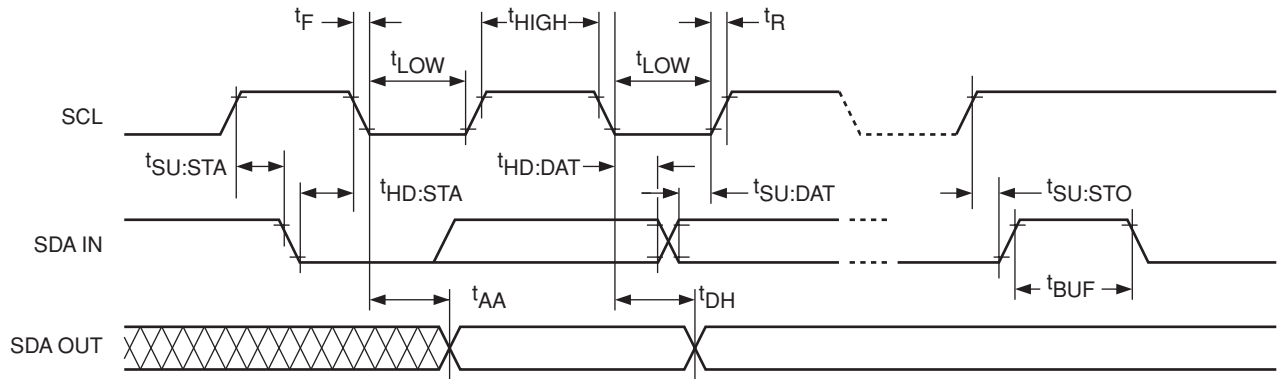 tF
tHIGH
tR
tLOW
tLOW
SCL
tSU:STA
tHD:STA
tHD:DAT
tSU:DAT
tSU:STO
SDA IN
tBUF
tAA
tDH
SDA OUT